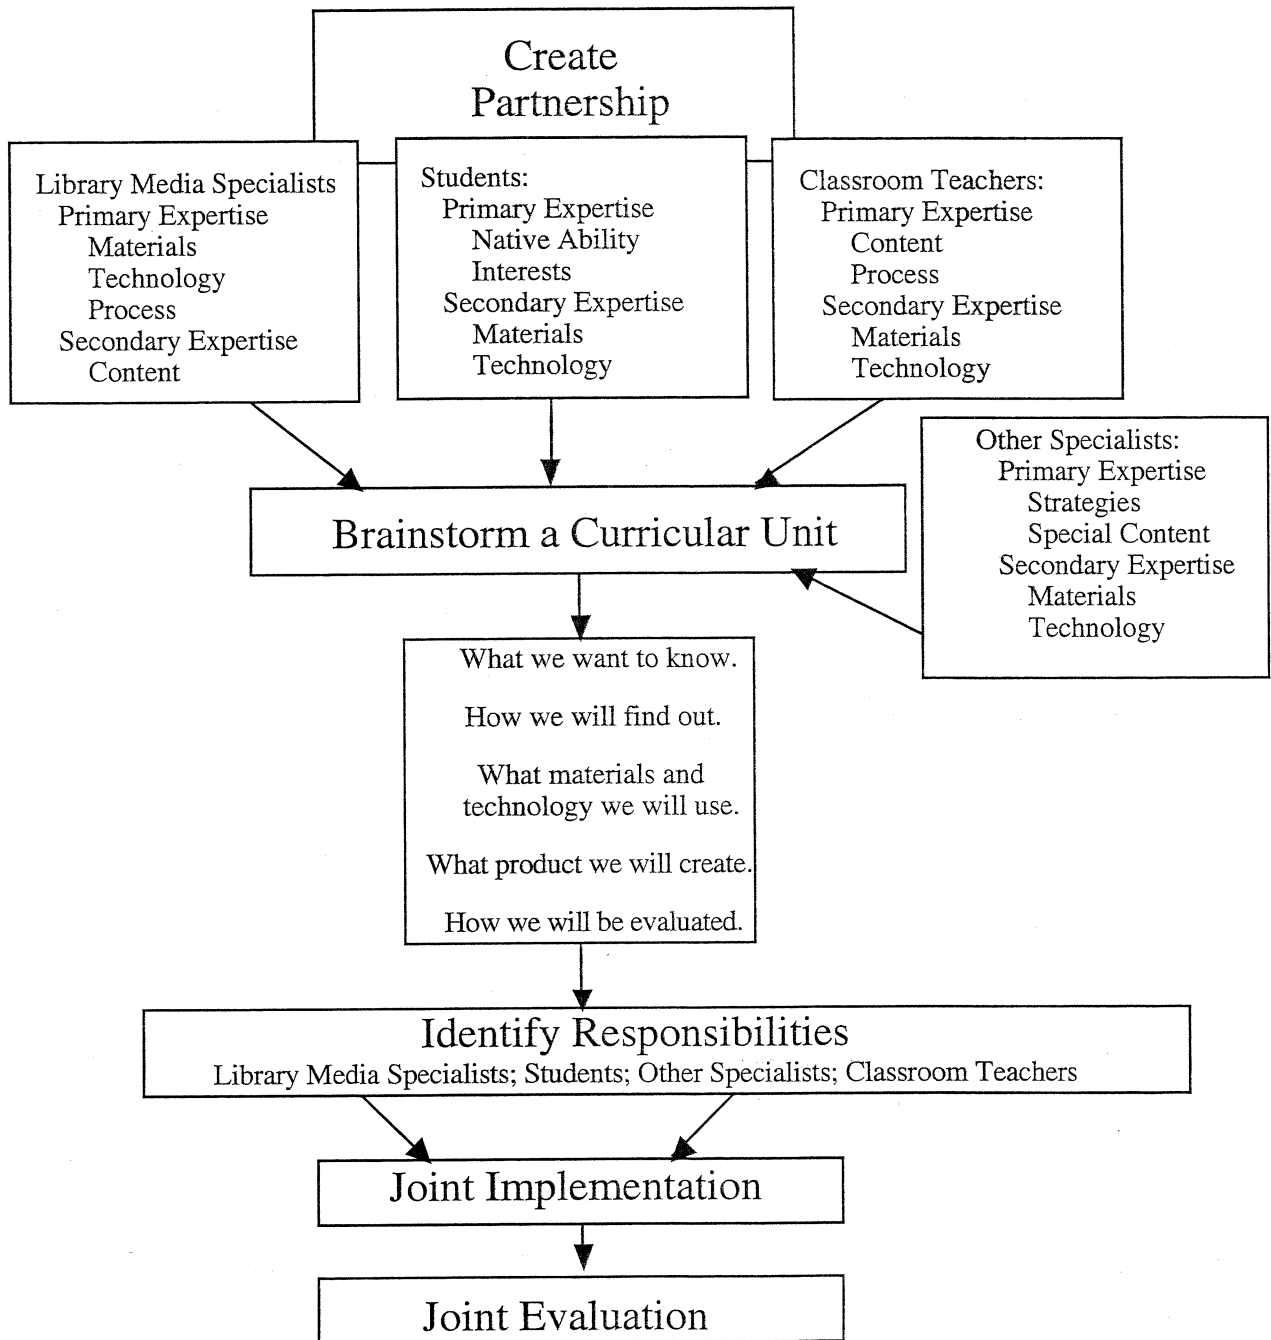 Create
Partnership
Library Media Specialists
Primary Expertise
Materials
Technology
Process
Secondary Expertise
Content
Students:
Primary Expertise
Native Ability
Interests
Secondary Expertise
Materials
Technology
Classroom Teachers:
Primary Expertise
Content
Process
Secondary Expertise
Materials
Technology
Other Specialists:
Primary Expertise
Strategies
Special Content
Secondary Expertise
Materials
Technology
Brainstorm a Curricular Unit
What we want to know.
How we will find out.
What materials and
technology we will use.
What product we will create.
How we will be evaluated.
Identify Responsibilities
Library Media Specialists; Students; Other Specialists; Classroom Teachers
Joint Implementation
Joint Evaluation